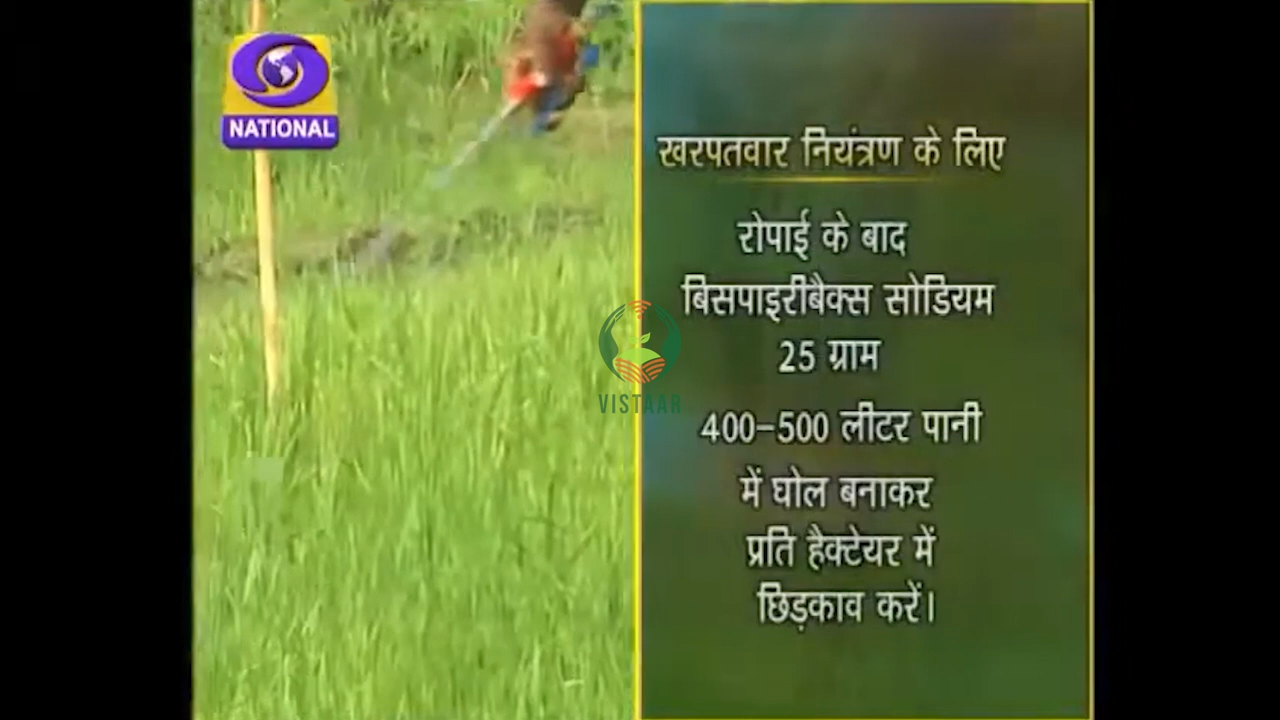 NATIONAL
खरपतवार नियंत्रण के लिए
रोपाई के बाद
बिसपाइरीबैक्स सोडियम
25 ग्राम
400-500 लीटर पानी
में घोल बनाकर
प्रति हैक्टेयर में
छिड़काव करें।
VISTAAR